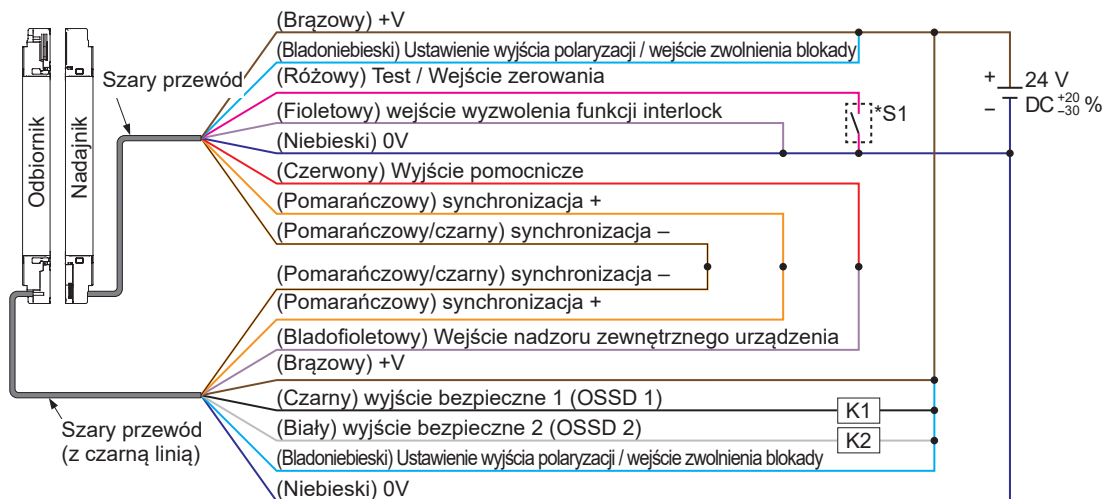 Odbiornik
Nadajnik
Szary przewód
(Brązowy) +V
(Bladoniebieski) Ustawienie wyjścia polaryzacji / wejście zwolnienia blokady
(Różowy) Test / Wejście zerowania
(Fioletowy) wejście wyzwolenia funkcji interlock
(Niebieski) 0V
(Czerwony) Wyjście pomocnicze
(Pomarańczowy) synchronizacja +
(Pomarańczowy/czarny) synchronizacja –
*S1
+
–
24 V
DC +20 –30 %
(Pomarańczowy/czarny) synchronizacja –
(Pomarańczowy) synchronizacja +
(Bladofioletowy) Wejście nadzoru zewnętrznego urządzenia
(Brązowy) +V
(Czarny) wyjście bezpieczne 1 (OSSD 1)
K1
(Biały) wyjście bezpieczne 2 (OSSD 2)
K2
(Bladoniebieski) Ustawienie wyjścia polaryzacji / wejście zwolnienia blokady
(Niebieski) 0V
Szary przewód
(z czarną linią)